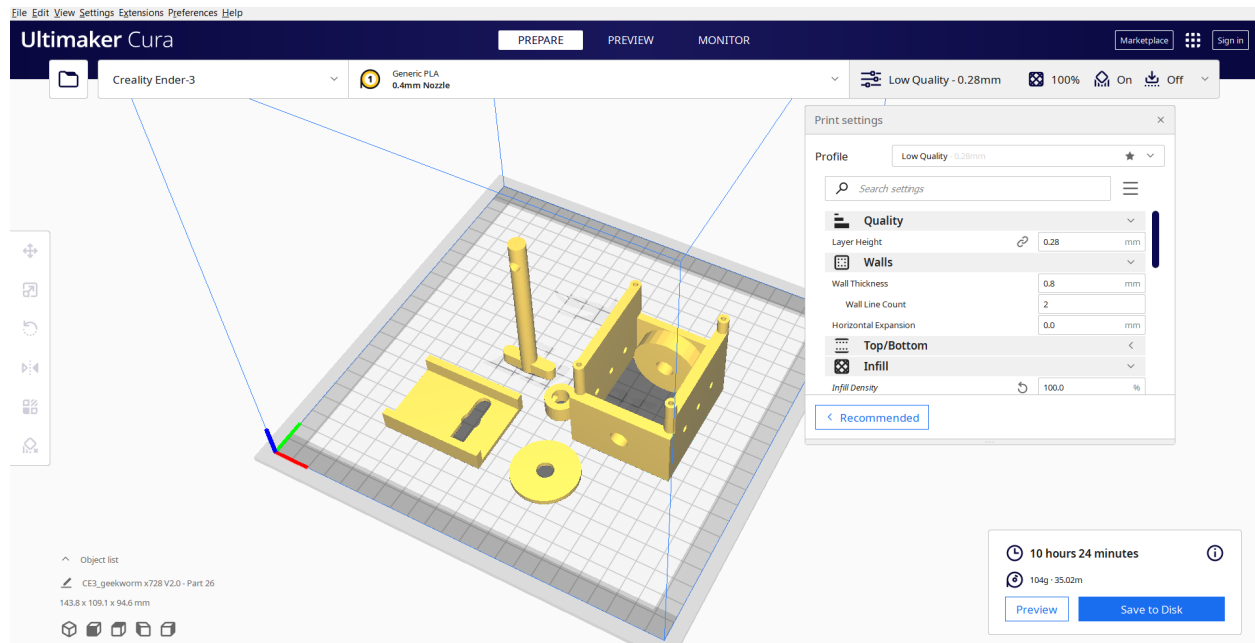 File Edit View Settings Extensions Preferences Help
Ultimaker Cura
PREPARE
PREVIEW
MONITOR
Marketplace
Sign in
Creality Ender-3
1
Generic PLA
0.4mm Nozzle
Low Quality - 0.28mm
100%
On
Off
Print settings
Profile
Low Quality - 0.28mm
Search settings
Quality
Layer Height
0.28 mm
Walls
Wall Thickness
0.8 mm
Wall Line Count
2
Horizontal Expansion
0.0 mm
Top/Bottom
Infill
Infill Density
100.0 %
Recommended
Object list
CE3_geekworm x728 V2.0 - Part 26
143.8 x 109.1 x 94.6 mm
10 hours 24 minutes
104g · 35.02m
Preview
Save to Disk